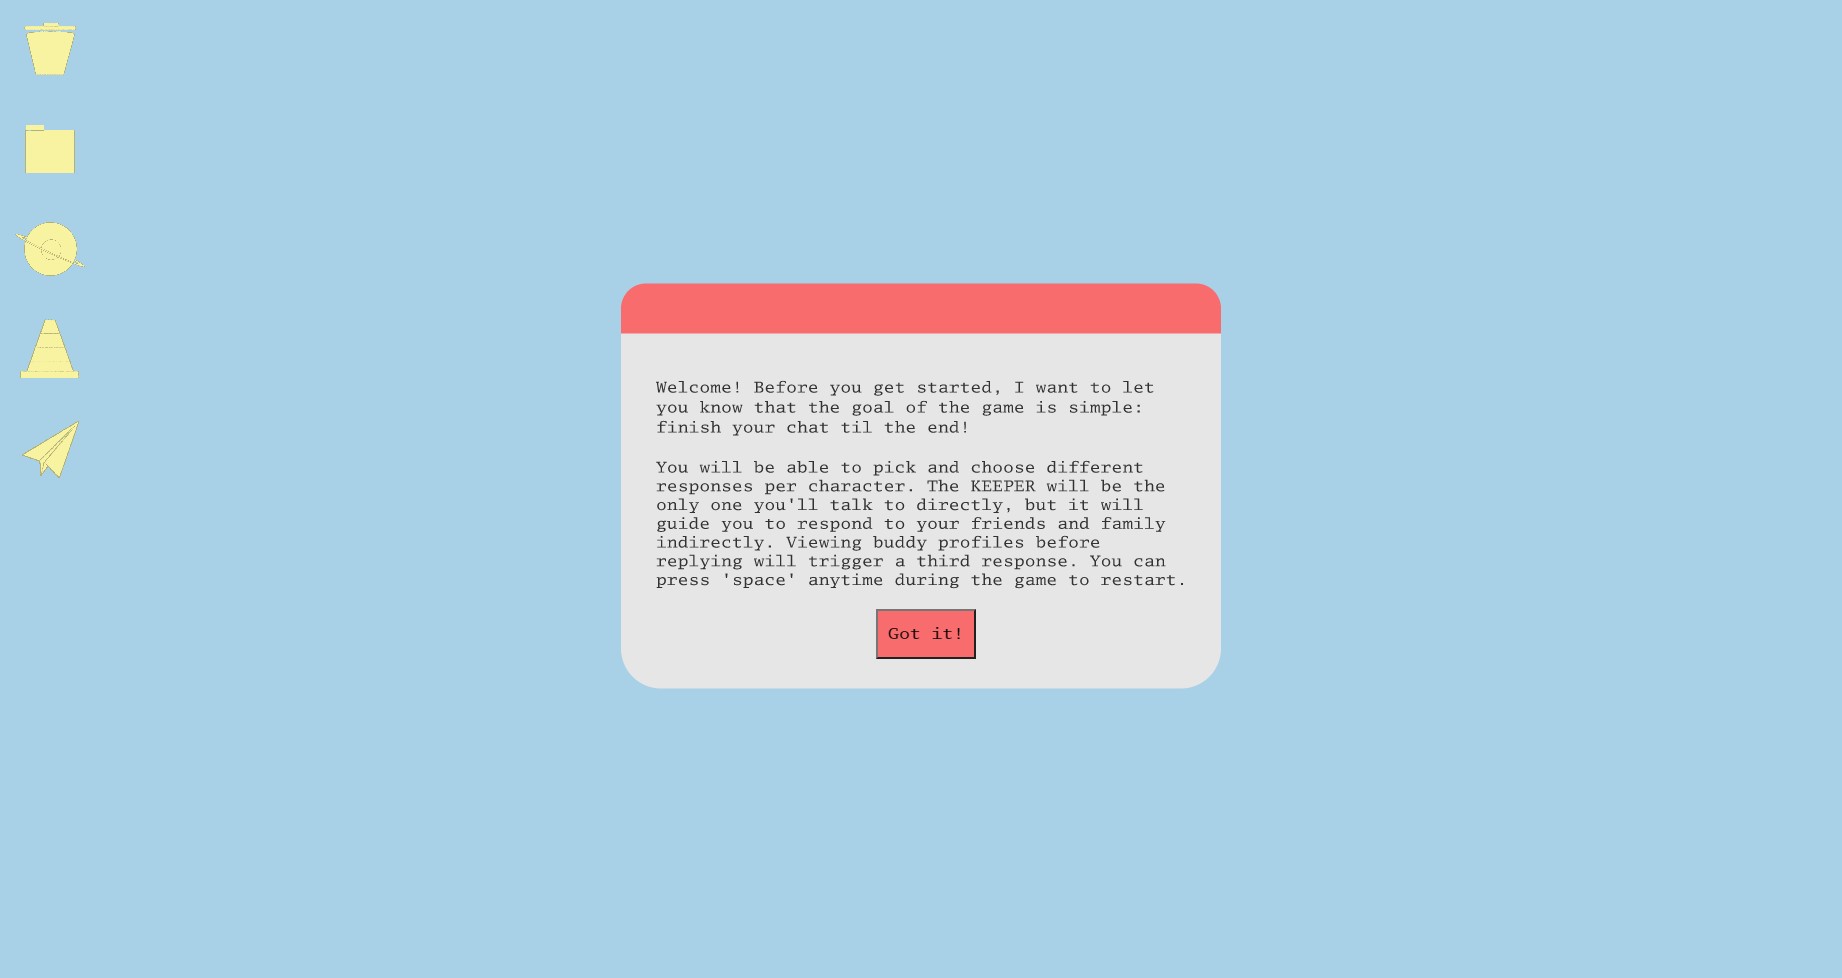 Welcome! Before you get started, I want to let
you know that the goal of the game is simple:
finish your chat til the end!
You will be able to pick and choose different
responses per character. The KEEPER will be the
only one you'll talk to directly, but it will
guide you to respond to your friends and family
indirectly. Viewing buddy profiles before
replying will trigger a third response. You can
press 'space' anytime during the game to restart.
Got it!